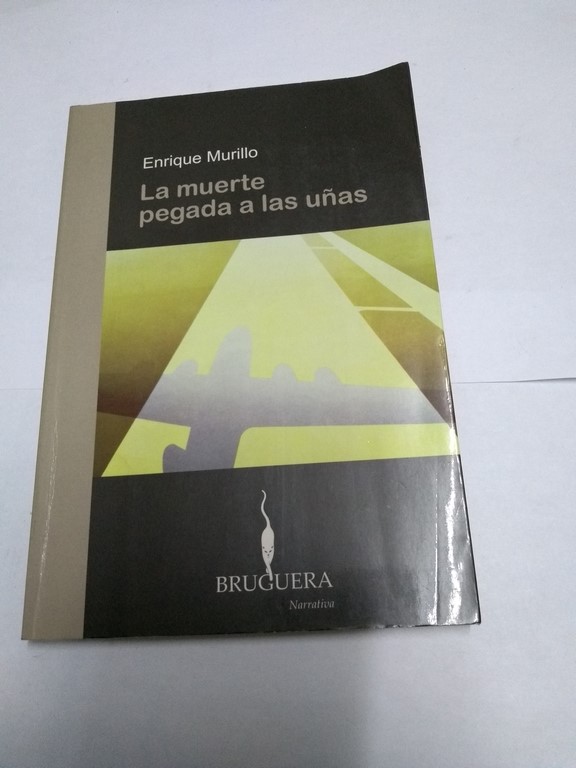 Enrique Murillo
La muerte
pegada a las uñas
BRUGUERA
Narrativa